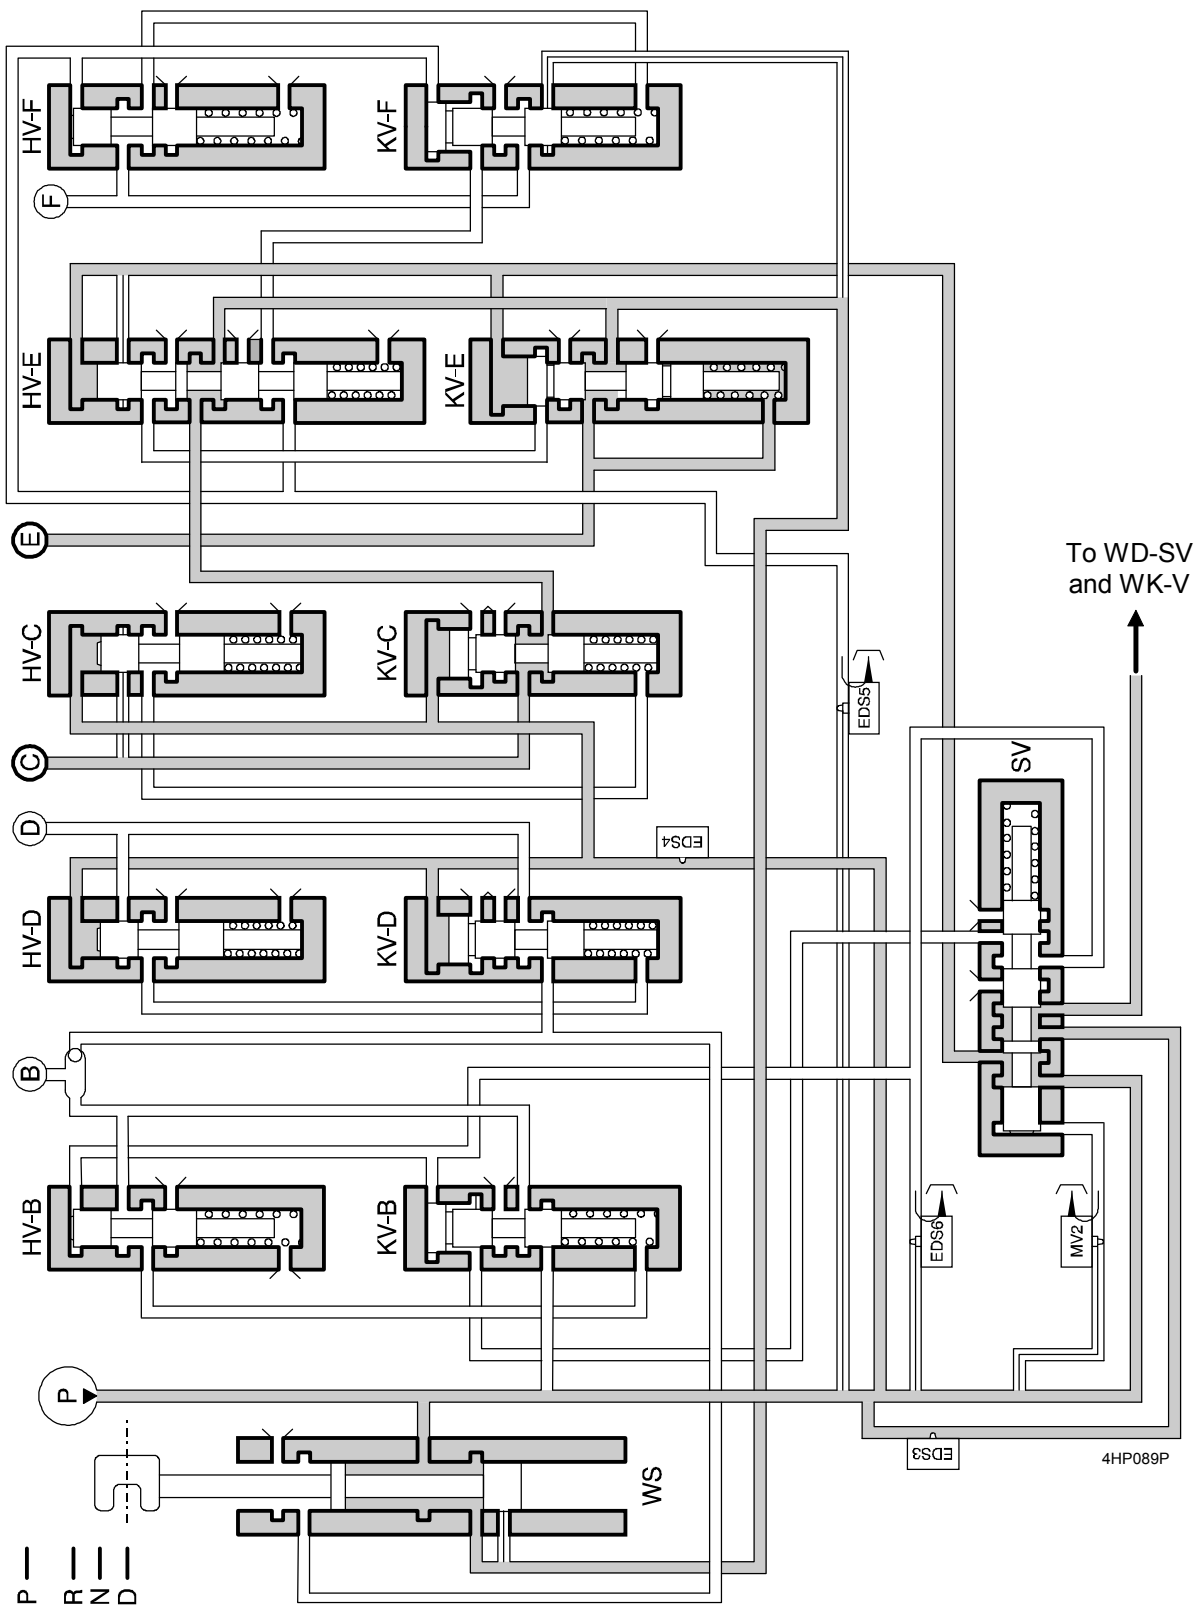 HV-F
KV-F
F
HV-E
KV-E
E
To WD-SV
and WK-V
HV-C
KV-C
EDS5
C
SV
D
EDS4
HV-D
KV-D
B
HV-B
KV-B
EDS6
MV2
P
EDS3
4HP089P
WS
P
R
N
D